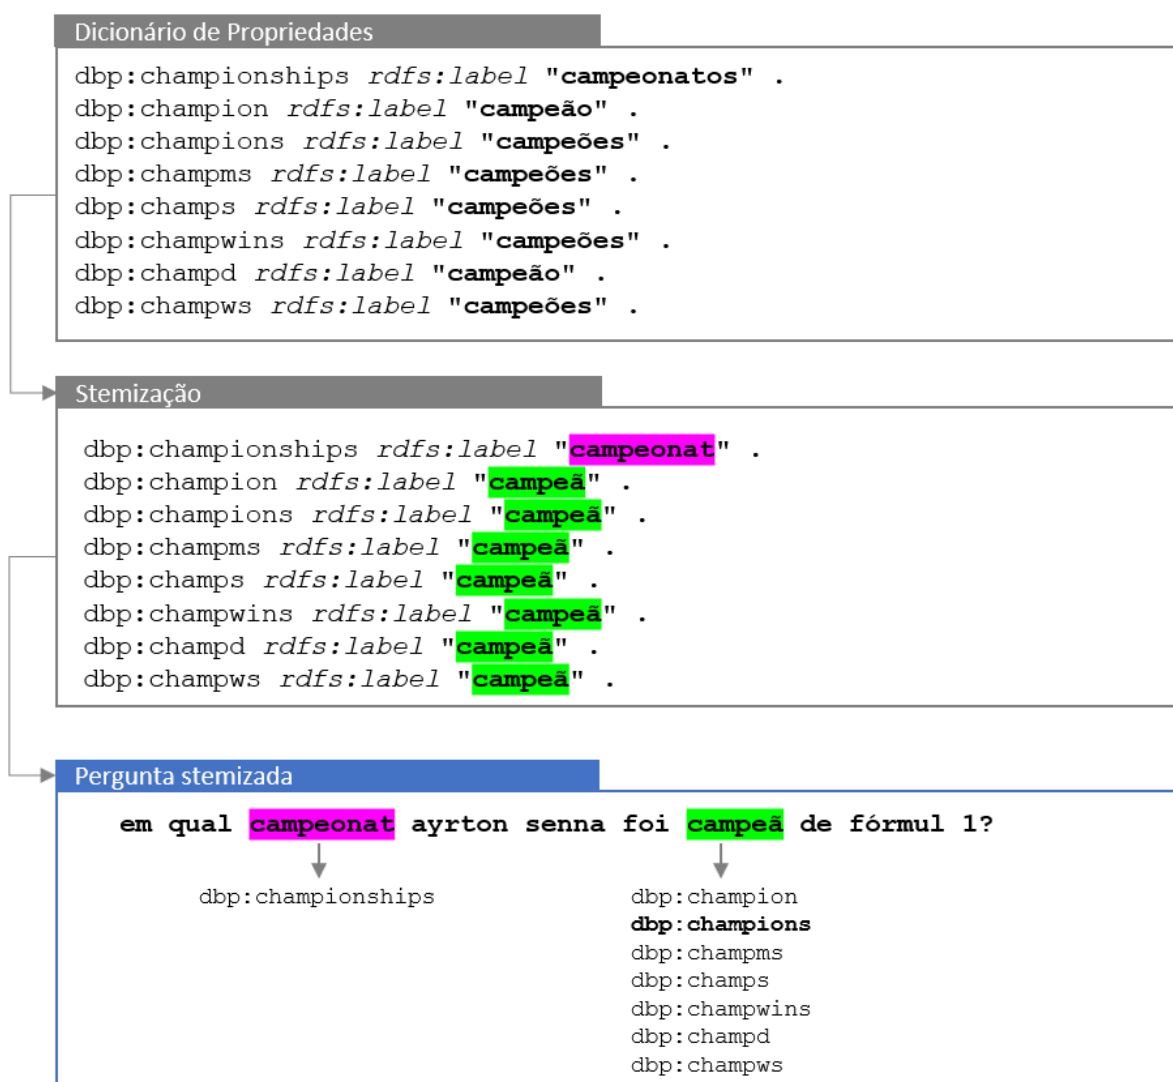 Dicionário de Propriedades
dbp:championships rdfs:label "campeonatos" .
dbp:champion rdfs:label "campeão" .
dbp:champions rdfs:label "campeões" .
dbp:champms rdfs:label "campeões" .
dbp:champs rdfs:label "campeões" .
dbp:champwins rdfs:label "campeões" .
dbp:champd rdfs:label "campeão" .
dbp:champws rdfs:label "campeões" .
Stemização
dbp:championships rdfs:label "campeonat" .
dbp:champion rdfs:label "campeã" .
dbp:champions rdfs:label "campeã" .
dbp:champms rdfs:label "campeã" .
dbp:champs rdfs:label "campeã" .
dbp:champwins rdfs:label "campeã" .
dbp:champd rdfs:label "campeã" .
dbp:champws rdfs:label "campeã" .
Pergunta stemizada
em qual campeonat ayrton senna foi campeã de fórmul 1?
dbp:championships
dbp:champion
dbp:champions
dbp:champms
dbp:champs
dbp:champwins
dbp:champd
dbp:champws